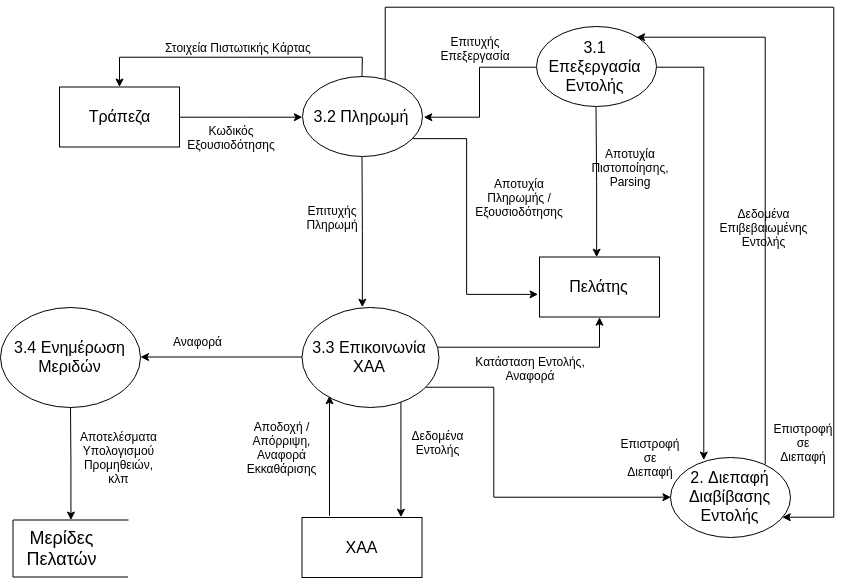 Στοιχεία Πιστωτικής Κάρτας
Επιτυχής
Επεξεργασία
3.1
Επεξεργασία
Εντολής
Τράπεζα
3.2 Πληρωμή
Κωδικός
Εξουσιοδότησης
Αποτυχία
Πιστοποίησης,
Parsing
Αποτυχία
Πληρωμής /
Εξουσιοδότησης
Επιτυχής
Πληρωμή
Δεδομένα
Επιβεβαιωμένης
Εντολής
Πελάτης
3.4 Ενημέρωση
Μεριδών
Αναφορά
3.3 Επικοινωνία
ΧΑΑ
Κατάσταση Εντολής,
Αναφορά
Αποτελέσματα
Υπολογισμού
Προμηθειών,
κλπ
Αποδοχή /
Απόρριψη,
Αναφορά
Εκκαθάρισης
Δεδομένα
Εντολής
Επιστροφή
σε
Διεπαφή
Επιστροφή
σε
Διεπαφή
2. Διεπαφή
Διαβίβασης
Εντολής
Μερίδες
Πελατών
ΧΑΑ